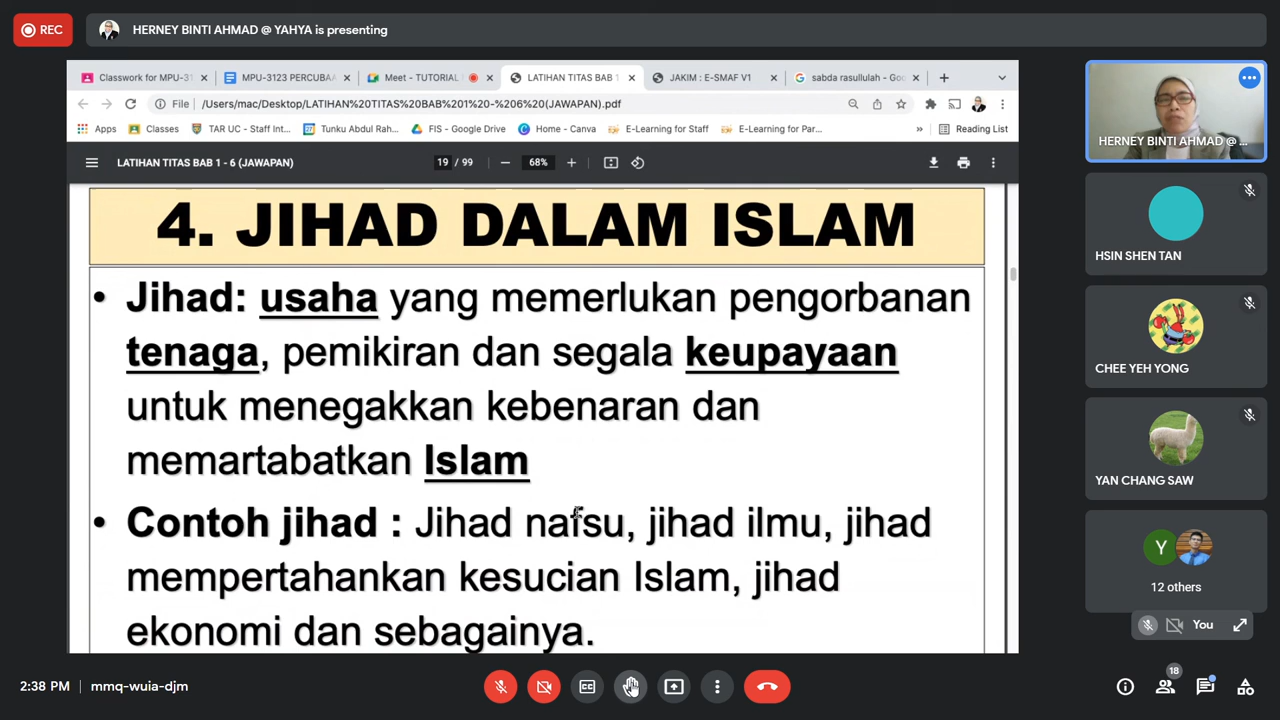 REC
HERNEY BINTI AHMAD @ YAHYA is presenting
Classwork for MPU-31
MPU-3123 PERCUBAA
Meet - TUTORIAL
LATIHAN TITAS BAB 1
JAKIM : E-SMAF V1
sabda rasullulah - Goo
File
/Users/mac/Desktop/LATIHAN%20TITAS%20BAB%201%20-%206%20(JAWAPAN).pdf
Apps
Classes
TAR UC - Staff Int...
Tunku Abdul Rah...
FIS - Google Drive
Home - Canva
E-Learning for Staff
E-Learning for Par...
»
Reading List
LATIHAN TITAS BAB 1 - 6 (JAWAPAN)
19 / 99
68%
4. JIHAD DALAM ISLAM
• Jihad: usaha yang memerlukan pengorbanan
tenaga, pemikiran dan segala keupayaan
untuk menegakkan kebenaran dan
memartabatkan Islam
• Contoh jihad : Jihad nafsu, jihad ilmu, jihad
mempertahankan kesucian Islam, jihad
ekonomi dan sebagainya.
HERNEY BINTI AHMAD @ ...
HSIN SHEN TAN
CHEE YEH YONG
YAN CHANG SAW
Y
12 others
You
2:38 PM
mmq-wuia-djm
18